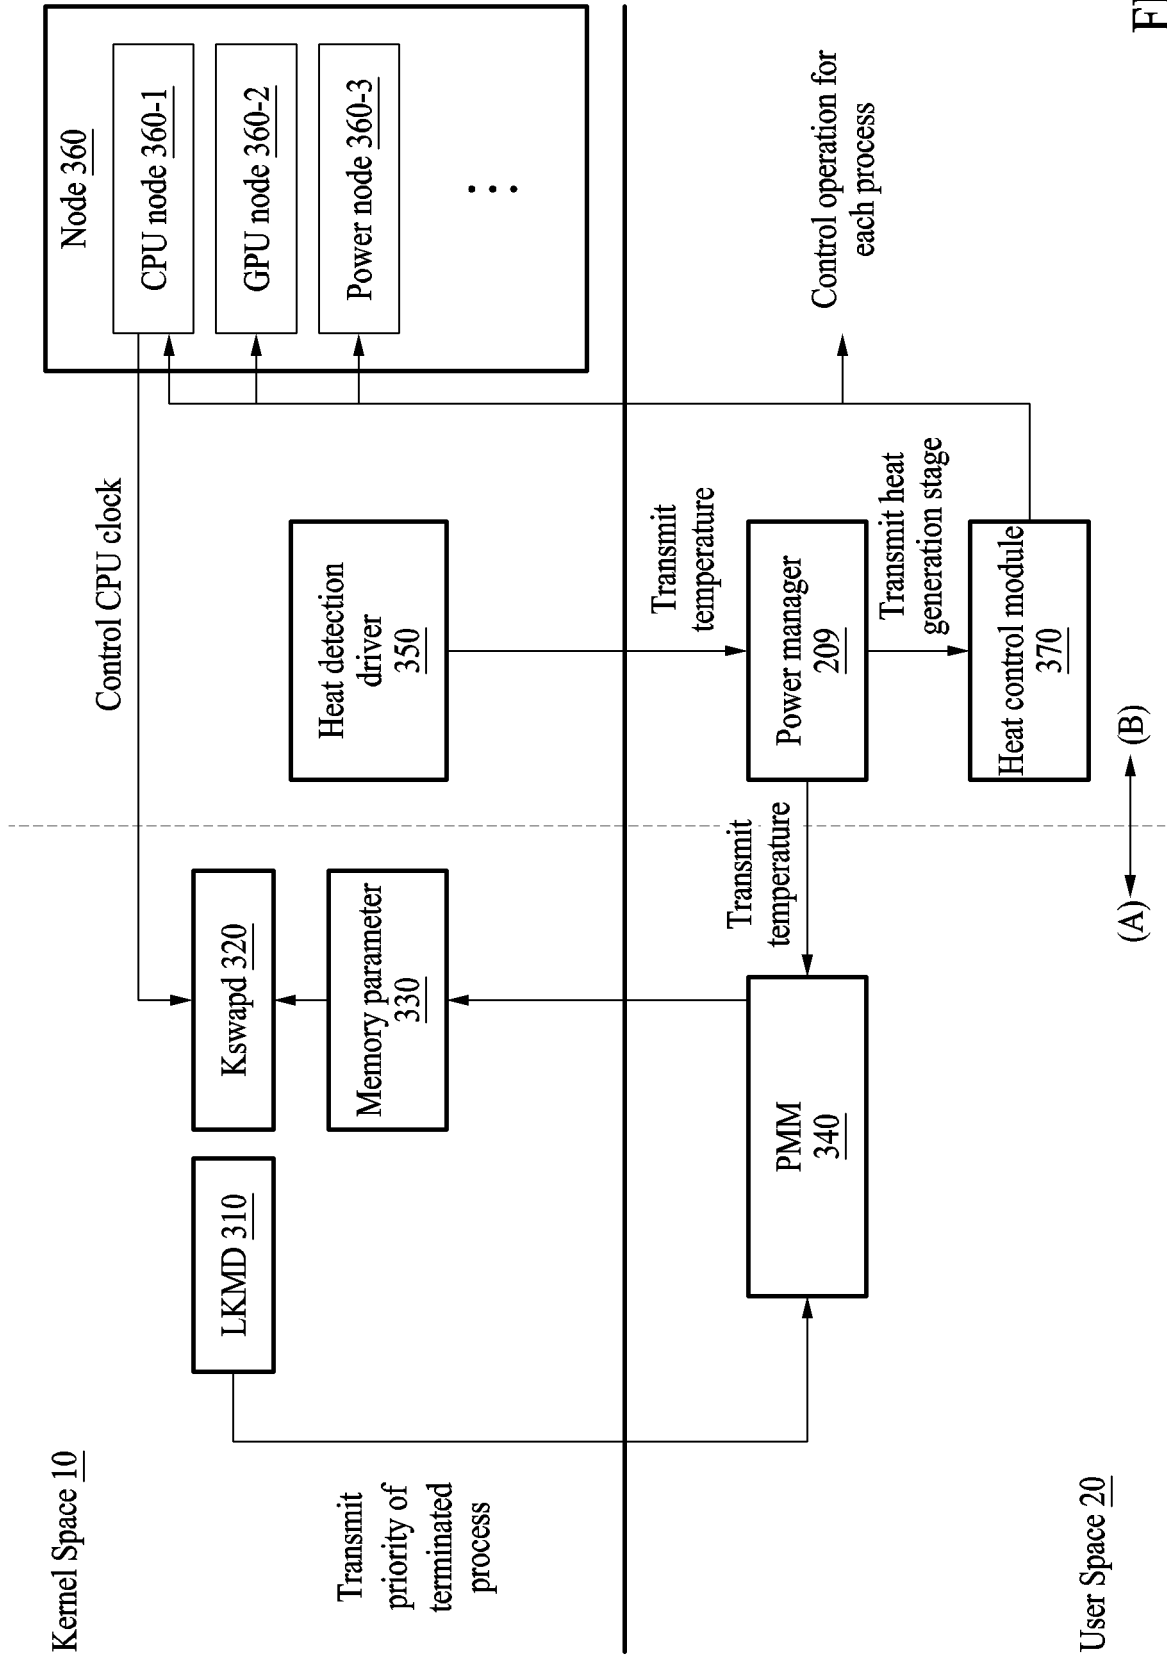 Kernel Space 10
Node 360
CPU node 360-1
GPU node 360-2
Power node 360-3
Control CPU clock
LKMD 310
Kswapd 320
Memory parameter
330
Heat detection
driver
350
Transmit
priority of
terminated
process
Transmit
temperature
Transmit
temperature
PMM
340
Power manager
209
Control operation for
each process
Transmit heat
generation stage
Heat control module
370
User Space 20
(A)
(B)